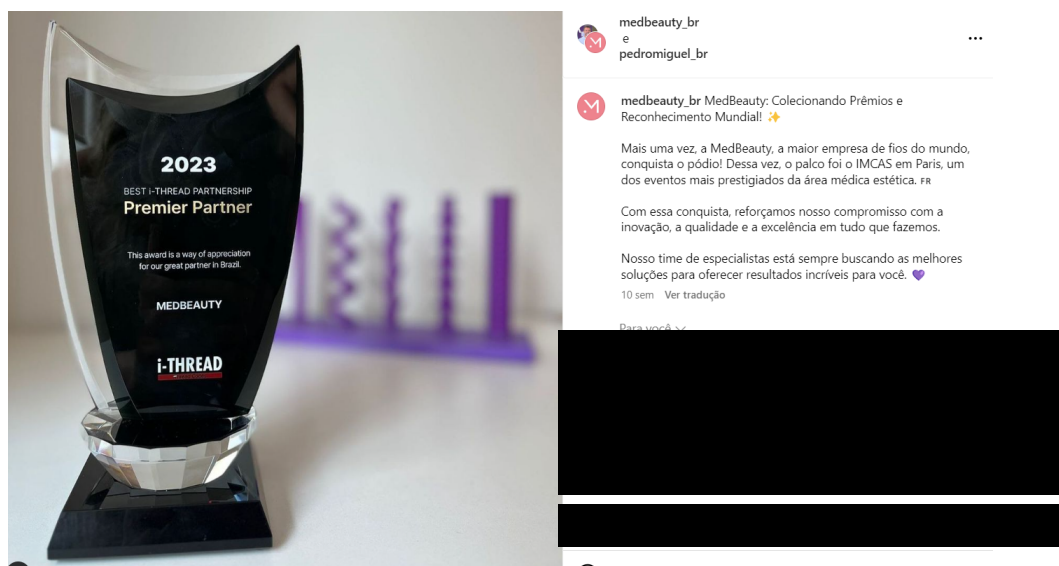 2023
BEST i-THREAD PARTNERSHIP
Premier Partner
This award is a way of appreciation
for our great partner in Brazil.
MEDBEAUTY
i-THREAD
medbeauty_br
e
pedromiguel_br
medbeauty_br MedBeauty: Colecionando Prêmios e
Reconhecimento Mundial! ✨
Mais uma vez, a MedBeauty, a maior empresa de fios do mundo,
conquista o pódio! Dessa vez, o palco foi o IMCAS em Paris, um
dos eventos mais prestigiados da área médica estética. FR
Com essa conquista, reforçamos nosso compromisso com a
inovação, a qualidade e a excelência em tudo que fazemos.
Nosso time de especialistas está sempre buscando as melhores
soluções para oferecer resultados incríveis para você. 💜
10 sem Ver tradução
Para você